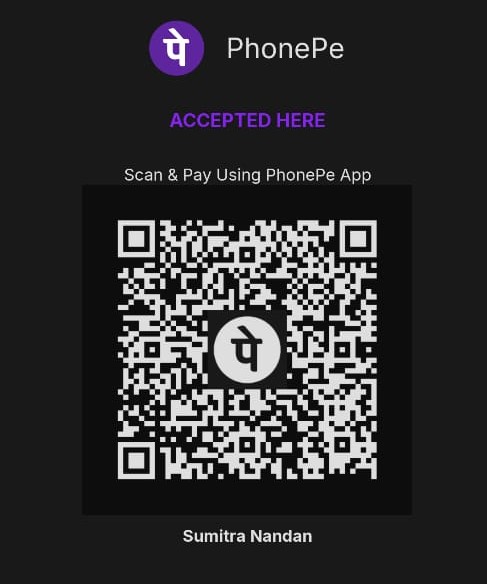 पे PhonePe
ACCEPTED HERE
Scan & Pay Using PhonePe App
पे
Sumitra Nandan